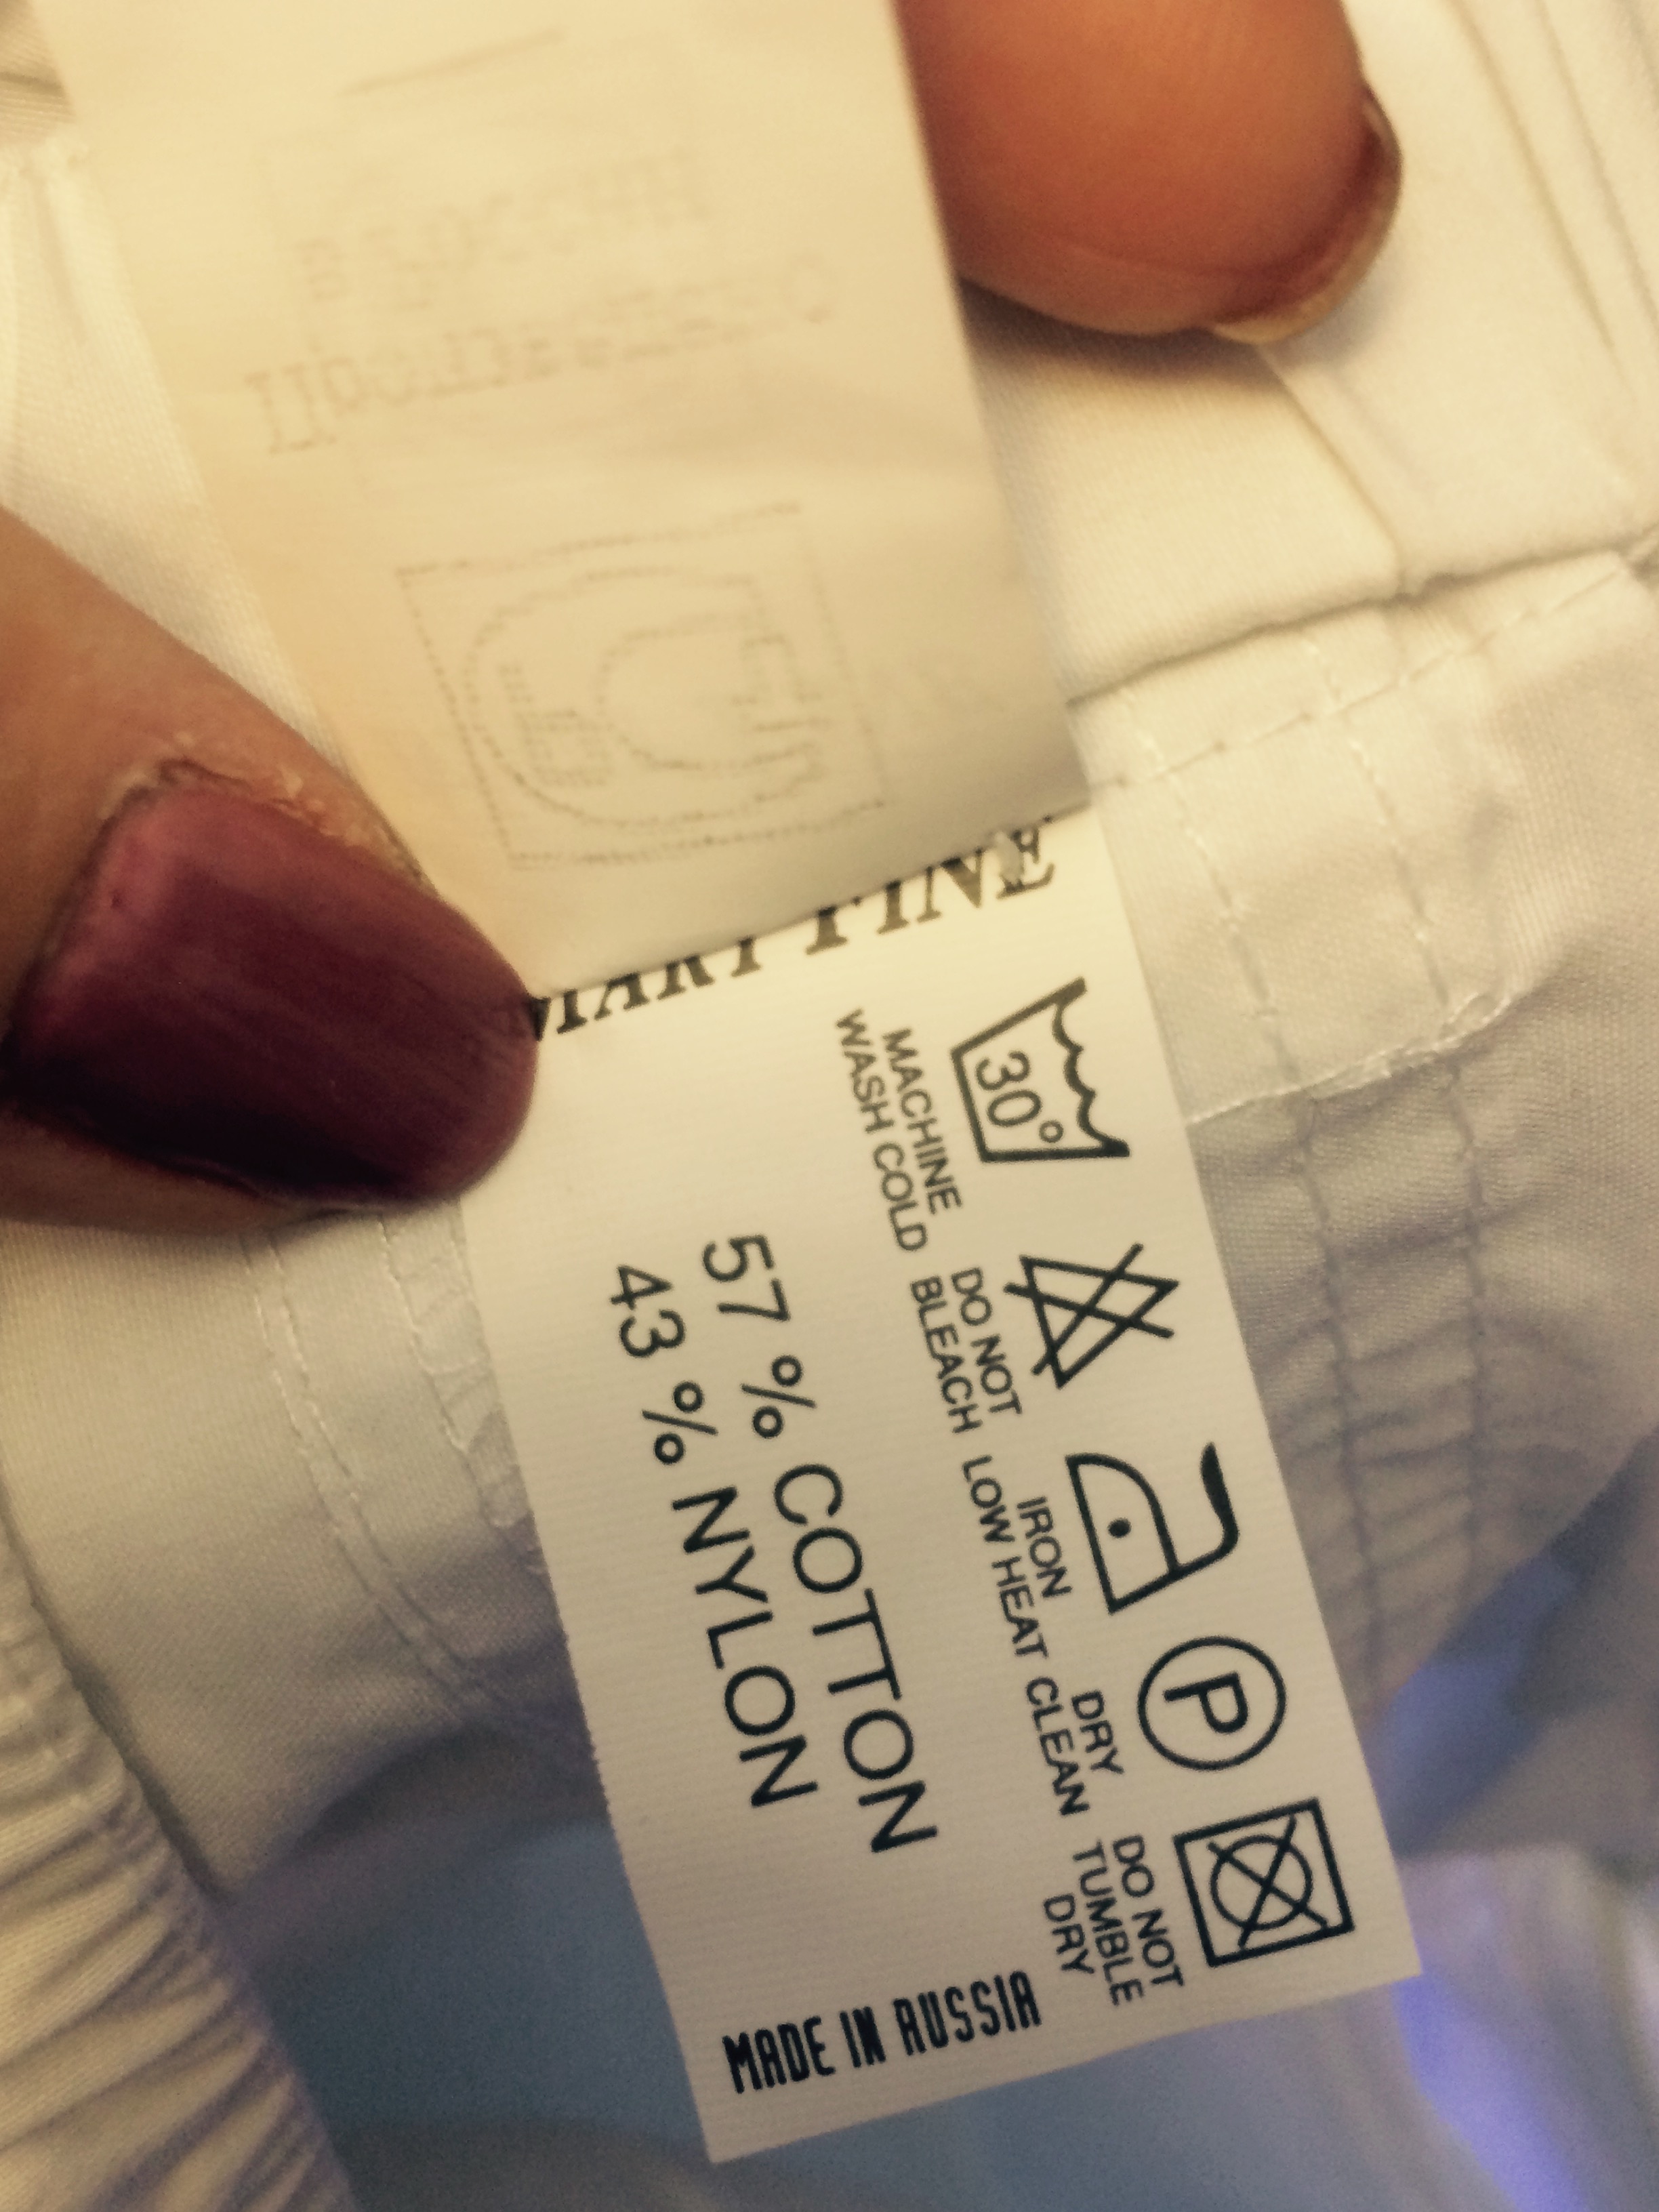 LINE
30°
MACHINE
WASH COLD
DO NOT
BLEACH
IRON
LOW HEAT
P
DRY
CLEAN
DO NOT
TUMBLE
DRY
57 % COTTON
43 % NYLON
MADE IN RUSSIA